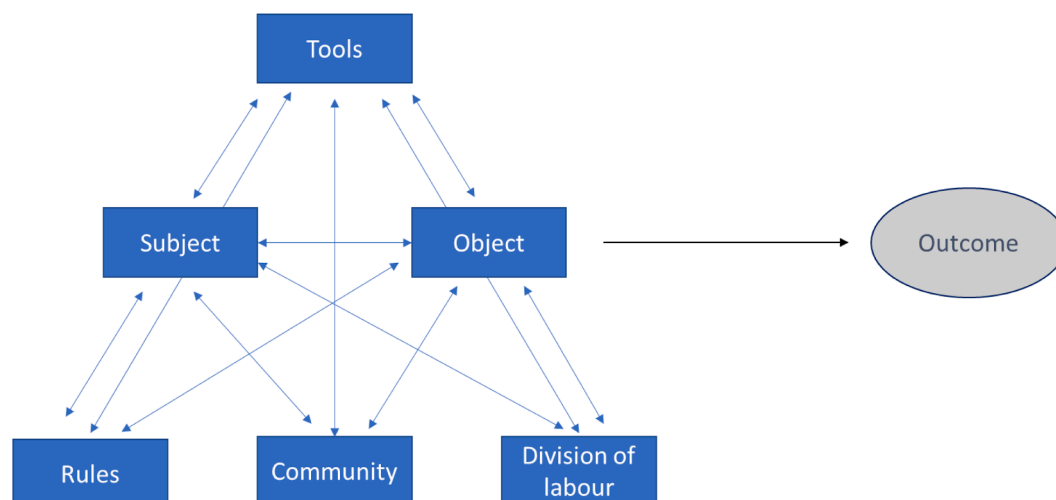 Tools
Subject
Object
Outcome
Rules
Community
Division of
labour